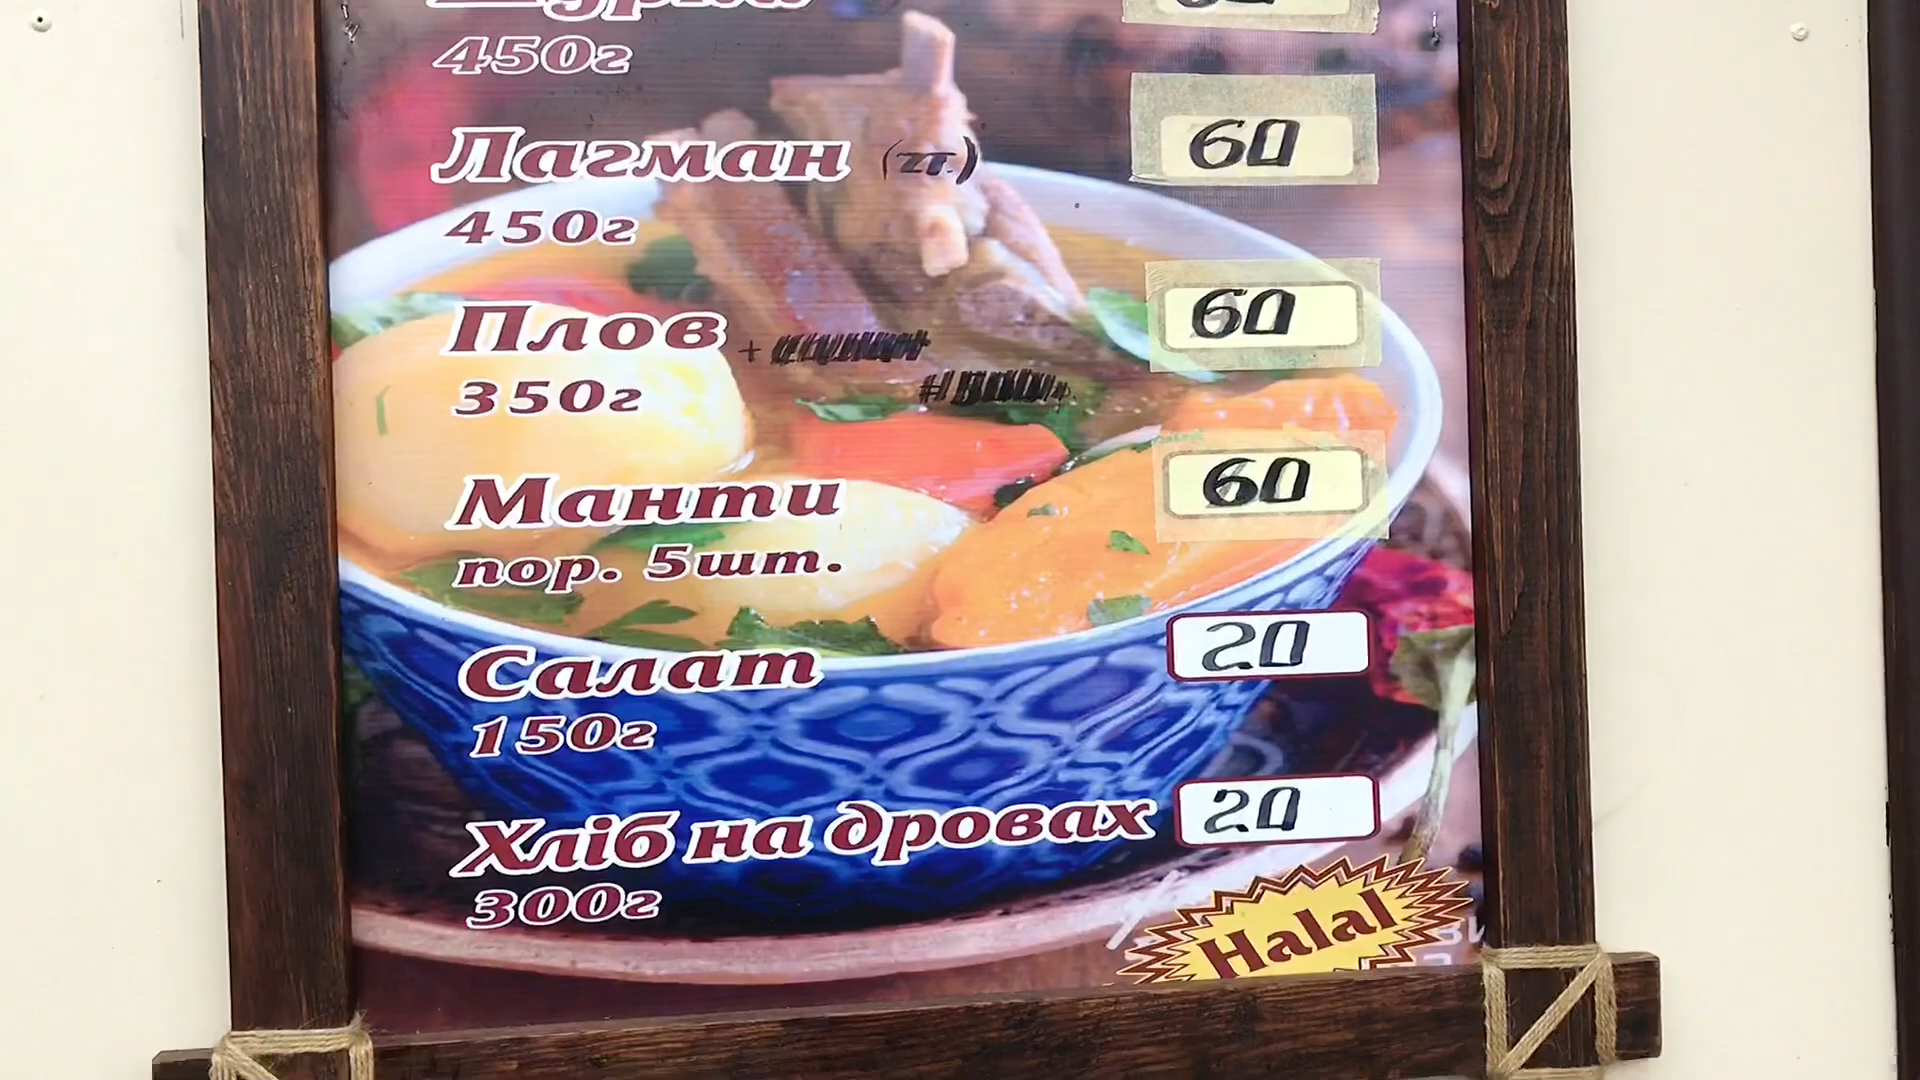 450г
Лагман 60
450г
Плов + 60
350г
Манти 60
пор. 5шт.
Салат 20
150г
Хліб на дровах 20
300г
Halal